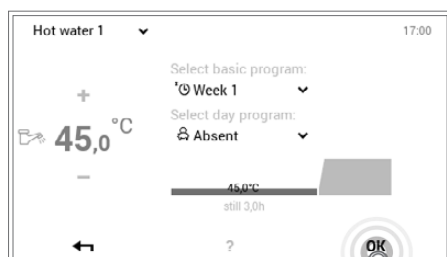 Hot water 1
17:00
Select basic program:
Week 1
Select day program:
Absent
+
45,0°C
–
45,0°C
still 3,0h
?
OK